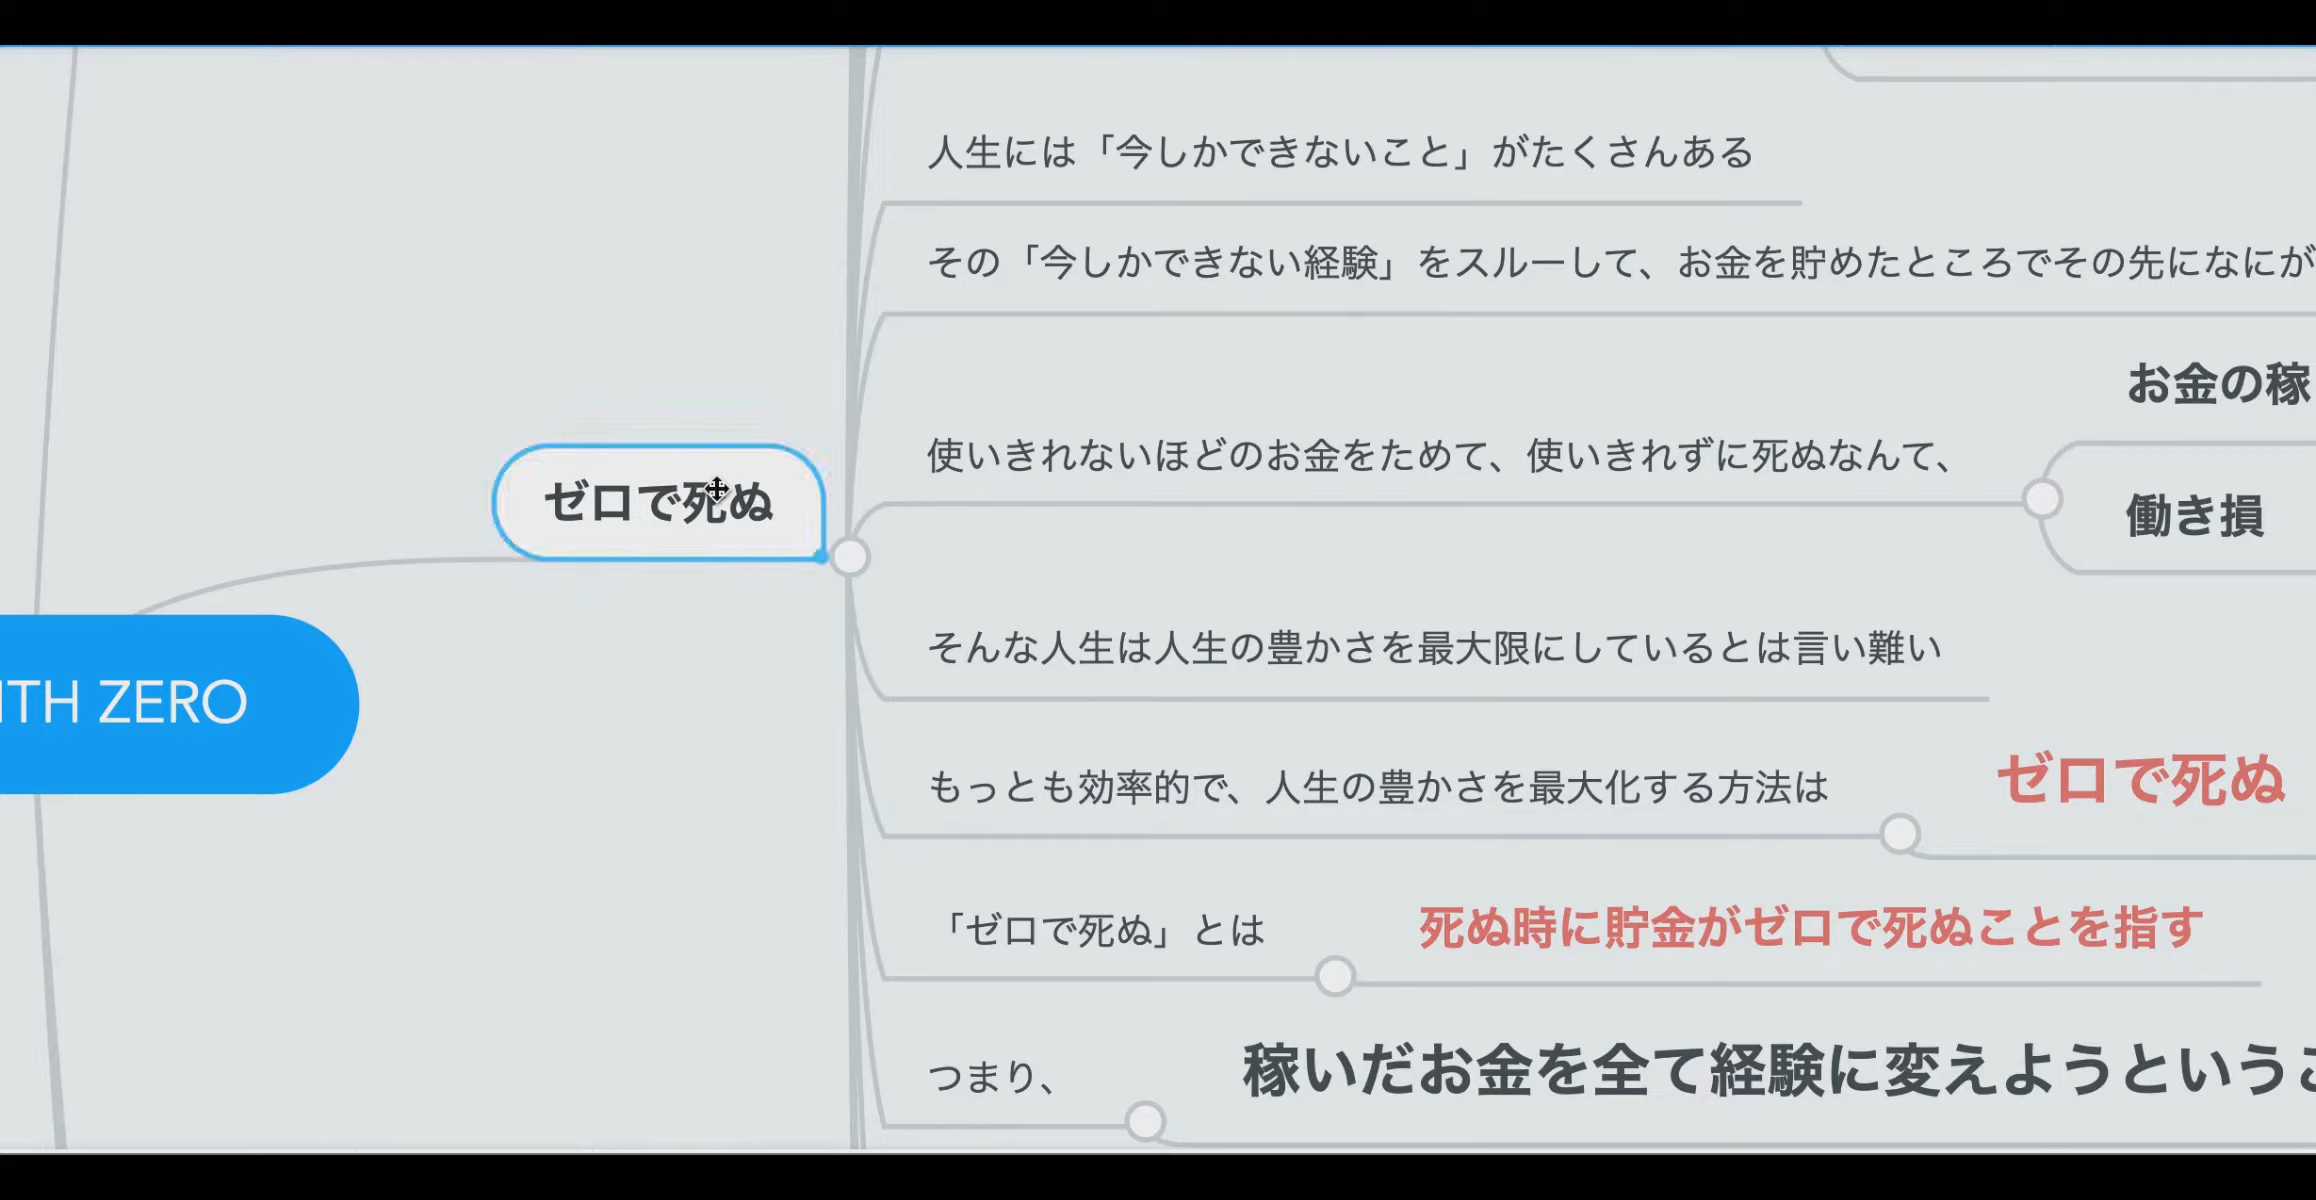 人生には「今しかできないこと」がたくさんある
その「今しかできない経験」をスルーして、お金を貯めたところでその先になにが
お金の稼
使いきれないほどのお金をためて、使いきれずに死ぬなんて、
ゼロで死ぬ
働き損
そんな人生は人生の豊かさを最大限にしているとは言い難い
ITH ZERO
もっとも効率的で、人生の豊かさを最大化する方法は
ゼロで死ぬ
「ゼロで死ぬ」とは
死ぬ時に貯金がゼロで死ぬことを指す
つまり、
稼いだお金を全て経験に変えようというこ